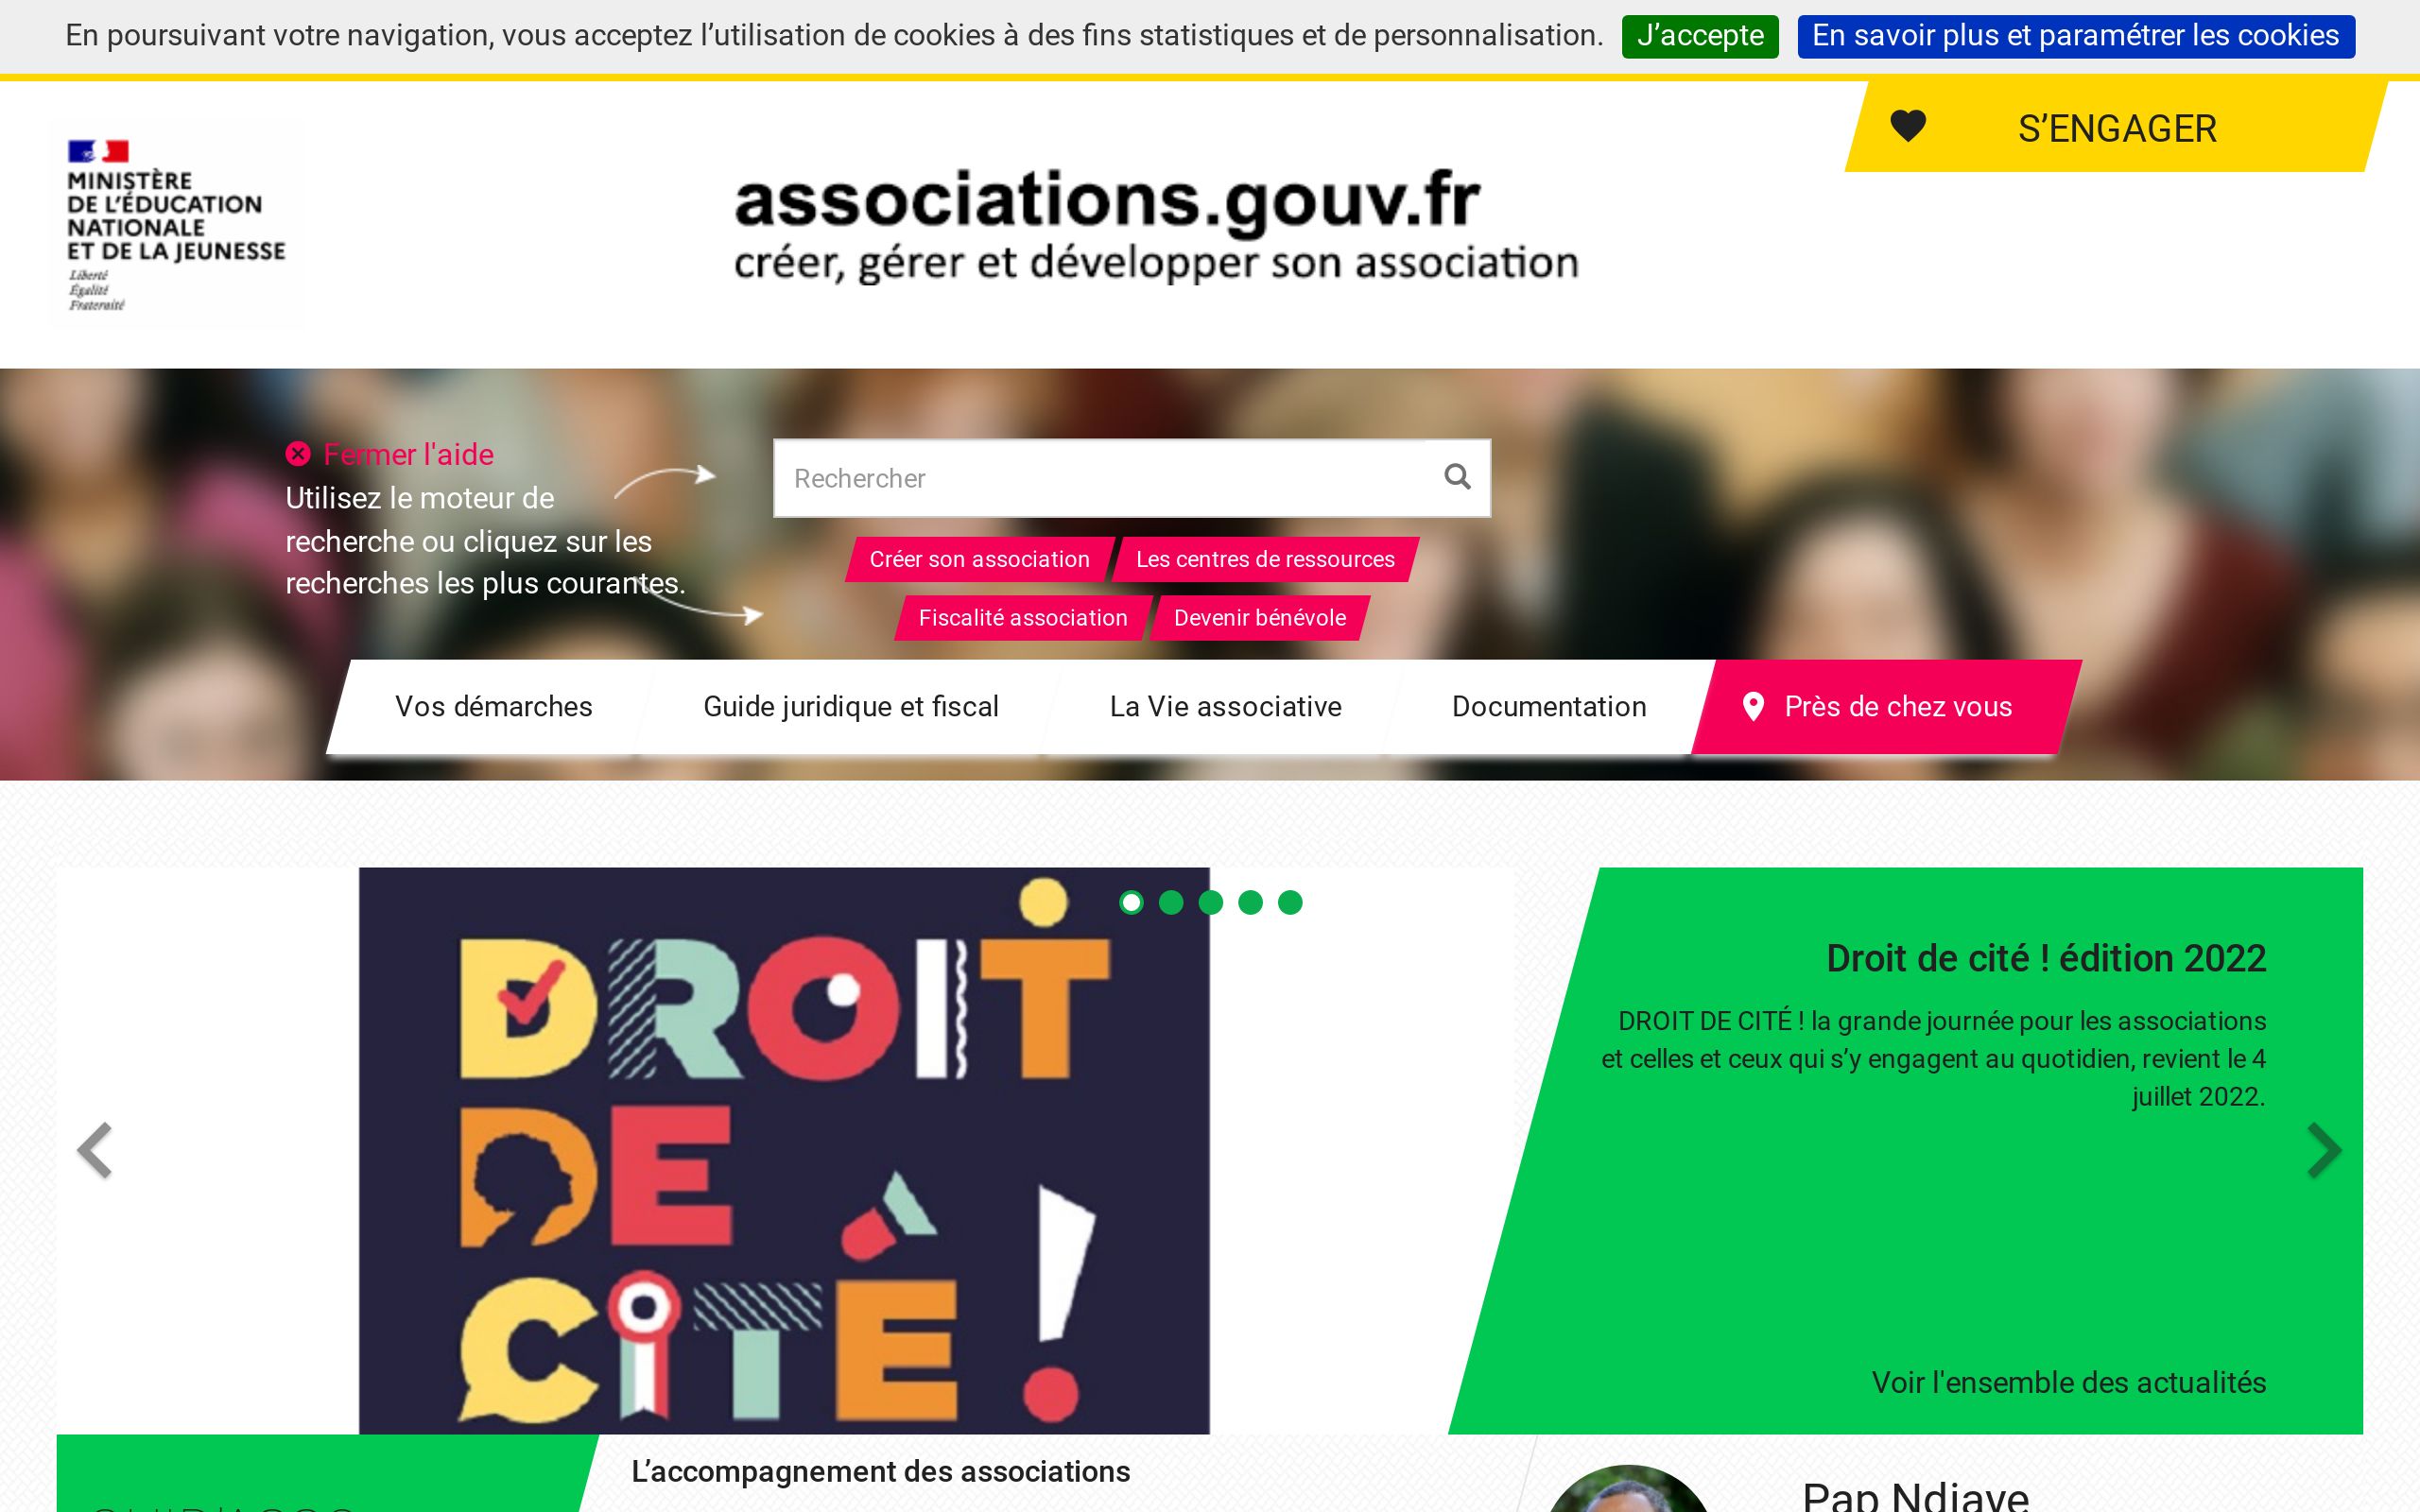 En poursuivant votre navigation, vous acceptez l’utilisation de cookies à des fins statistiques et de personnalisation. J’accepte En savoir plus et paramétrer les cookies
S’ENGAGER
MINISTÈRE
DE L’ÉDUCATION
NATIONALE
ET DE LA JEUNESSE
Liberté
Égalité
Fraternité
associations.gouv.fr
créer, gérer et développer son association
Fermer l'aide
Utilisez le moteur de
recherche ou cliquez sur les
recherches les plus courantes.
Rechercher
Créer son association Les centres de ressources
Fiscalité association Devenir bénévole
Vos démarches Guide juridique et fiscal La Vie associative Documentation Près de chez vous
DROIT
DE
CITÉ !
Droit de cité ! édition 2022
DROIT DE CITÉ ! la grande journée pour les associations
et celles et ceux qui s’y engagent au quotidien, revient le 4
juillet 2022.
Voir l'ensemble des actualités
L’accompagnement des associations
Pap Ndiaye